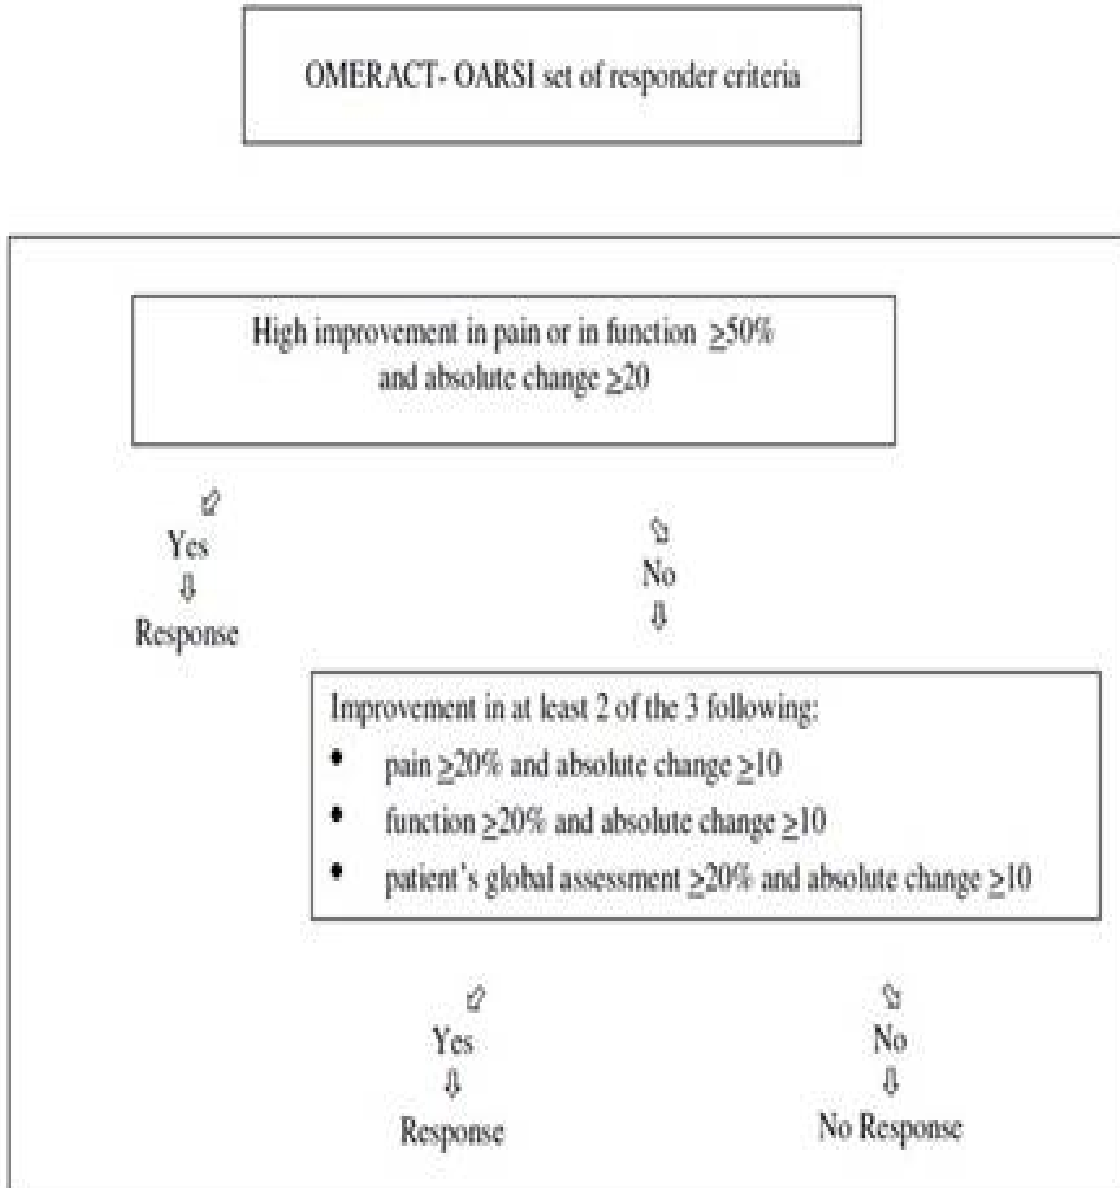 OMERACT- OARSI set of responder criteria
High improvement in pain or in function ≥50%
and absolute change ≥20
Yes
No
Response
Improvement in at least 2 of the 3 following:
• pain ≥20% and absolute change ≥10
• function ≥20% and absolute change ≥10
• patient's global assessment ≥20% and absolute change ≥10
Yes
No
Response
No Response